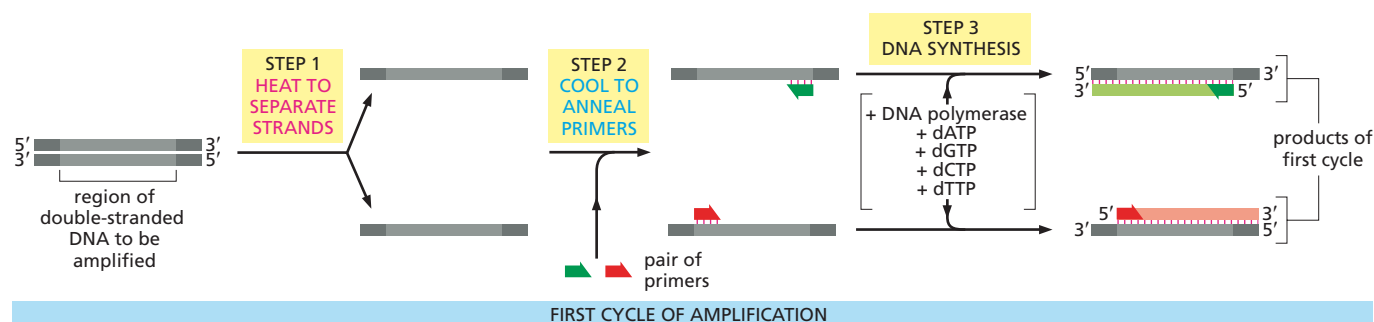 5′ 3′
3′ 5′
region of
double-stranded
DNA to be
amplified
STEP 1
HEAT TO
SEPARATE
STRANDS
STEP 2
COOL TO
ANNEAL
PRIMERS
pair of
primers
STEP 3
DNA SYNTHESIS
+ DNA polymerase
+ dATP
+ dGTP
+ dCTP
+ dTTP
5′ 3′
3′ 5′
5′ 3′
3′ 5′
products of
first cycle
FIRST CYCLE OF AMPLIFICATION